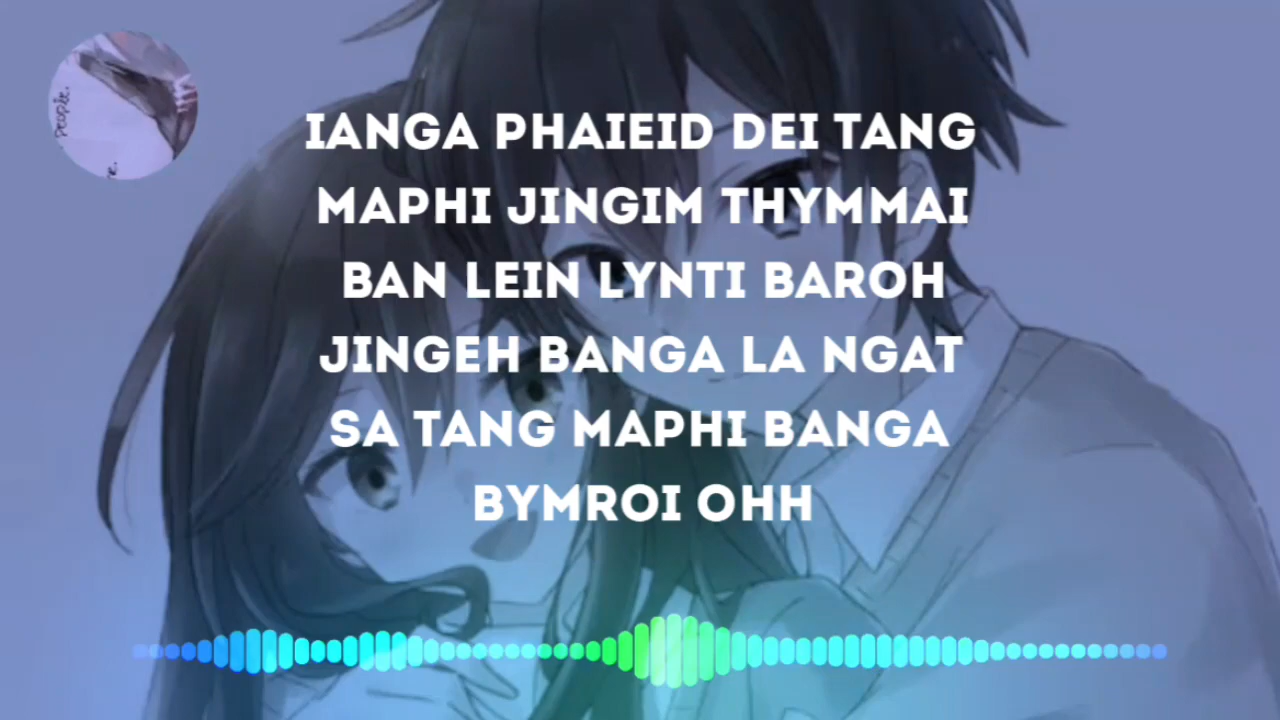 people.
e.
IANGA PHAIEID DEI TANG
MAPHI JINGIM THYMMAI
BAN LEIN LYNTI BAROH
JINGEH BANGA LA NGAT
SA TANG MAPHI BANGA
BYMROI OHH